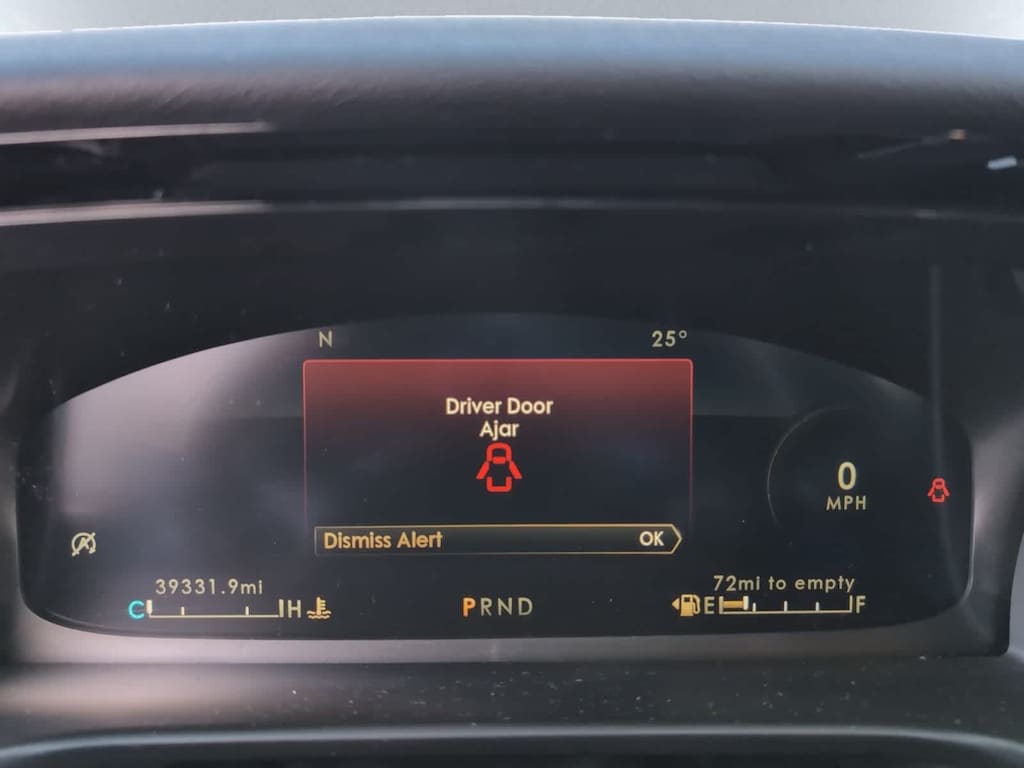 N
25°
Driver Door
Ajar
0
MPH
Dismiss Alert
OK
39331.9mi
72mi to empty
C
H
PRND
E
F